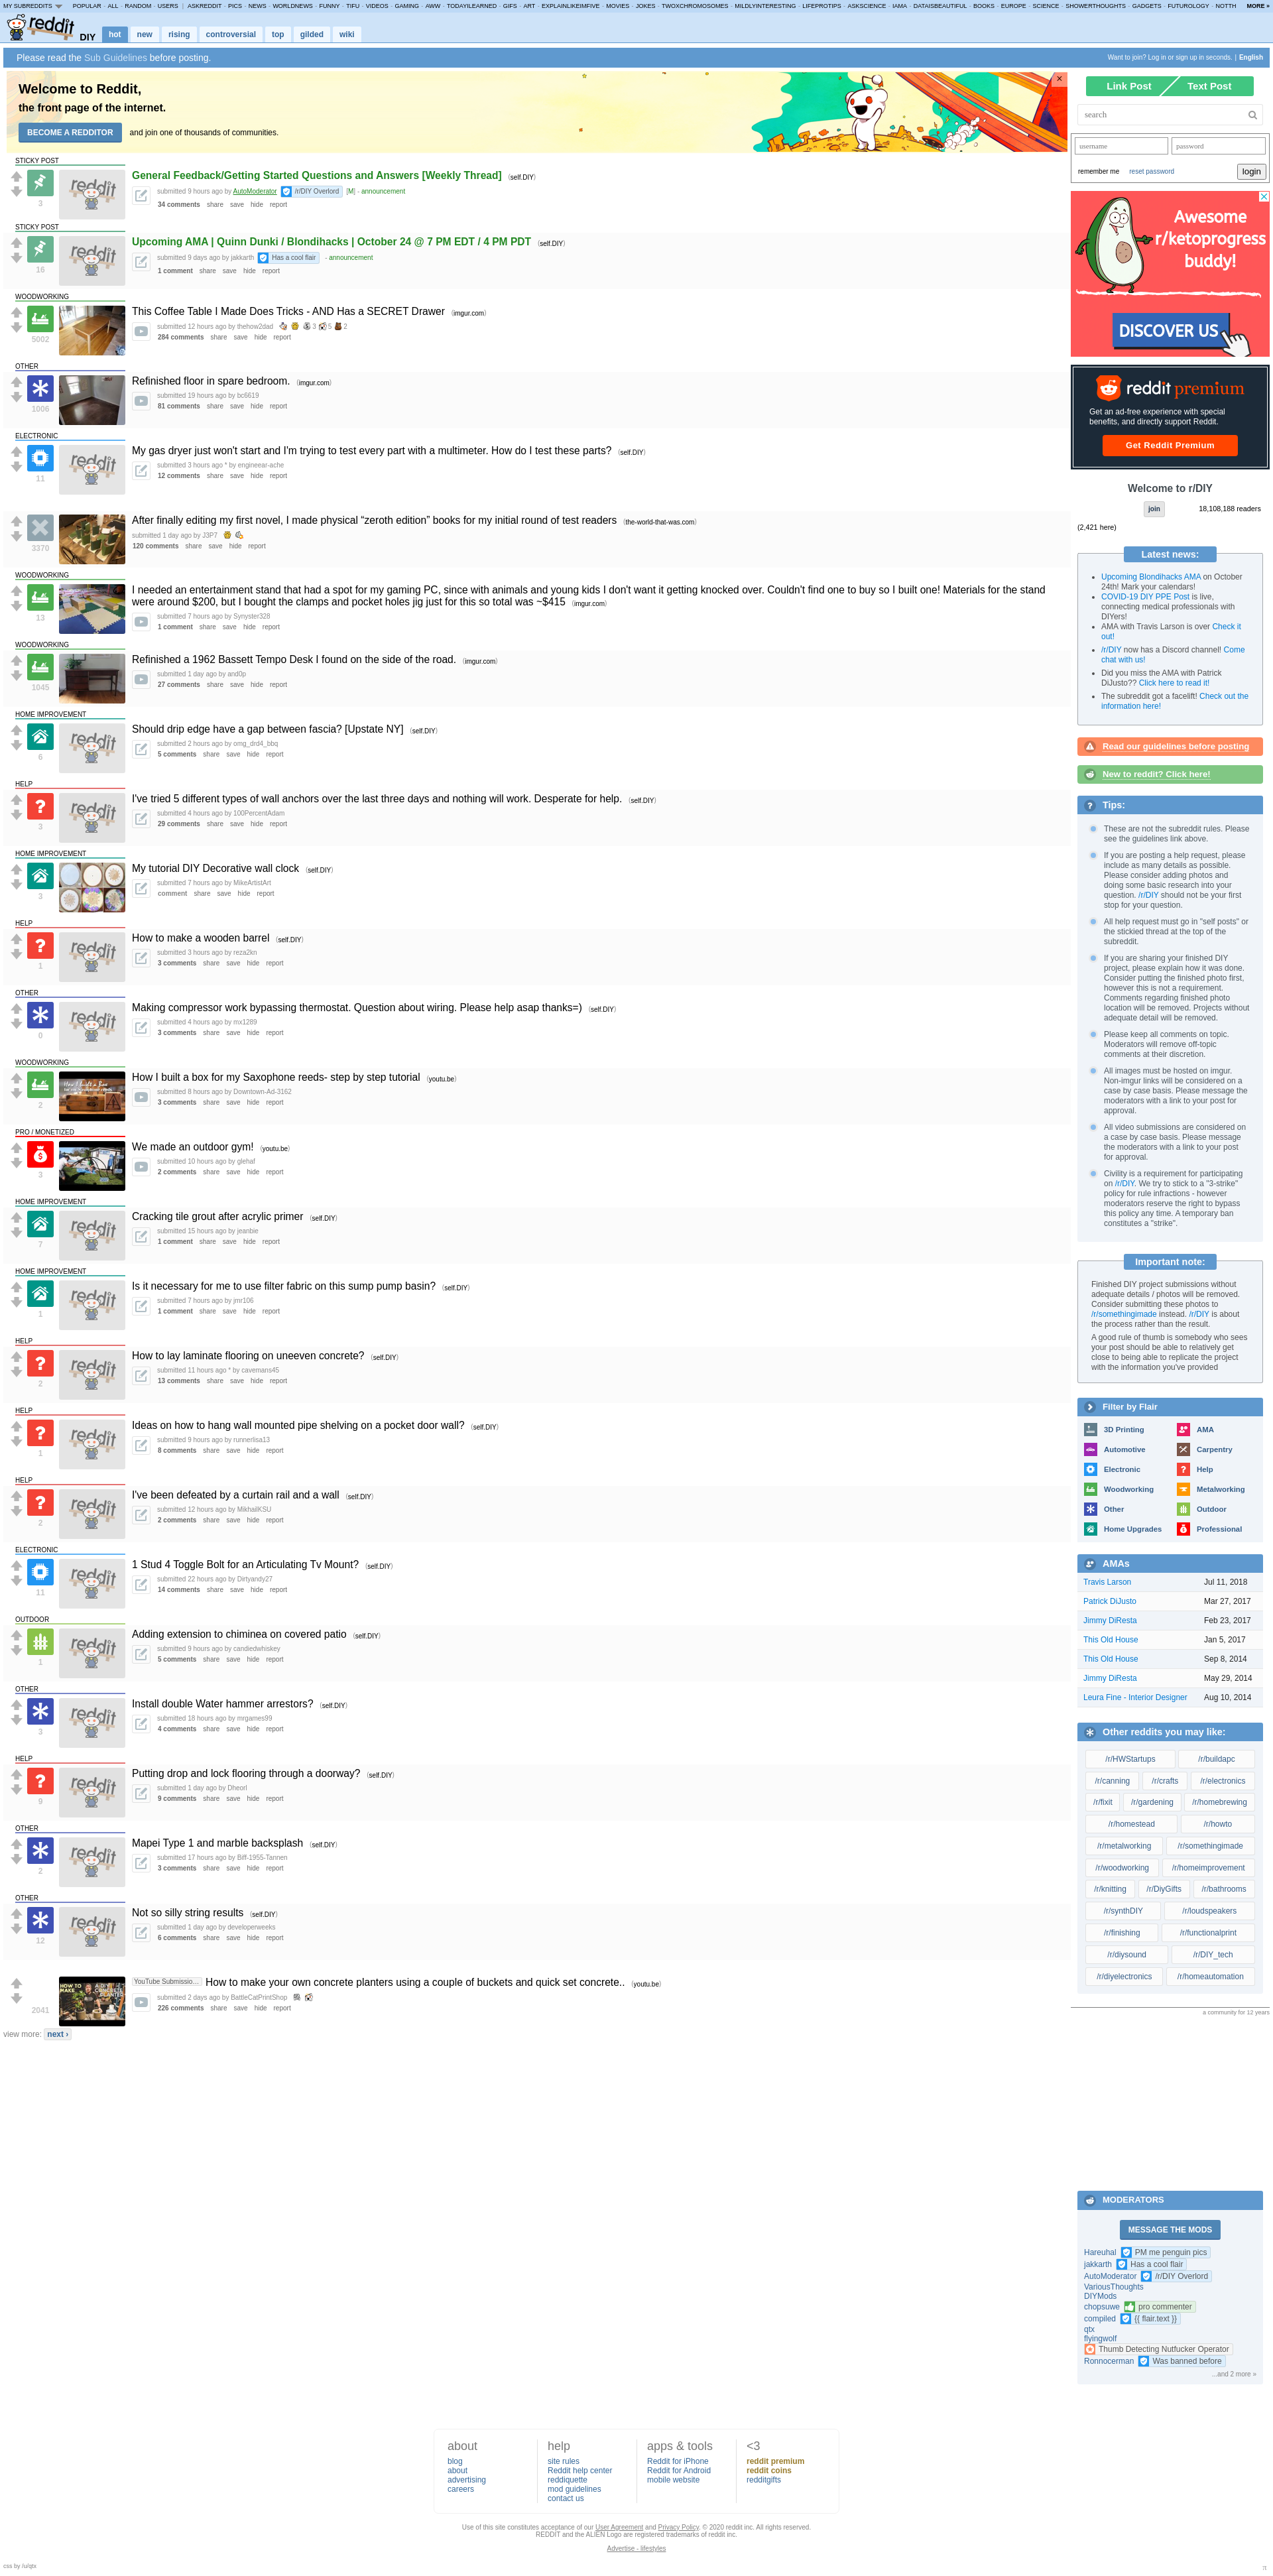 MY SUBREDDITS POPULAR - ALL - RANDOM - USERS | ASKREDDIT - PICS - NEWS - WORLDNEWS - FUNNY - TIFU - VIDEOS - GAMING - AWW - TODAYILEARNED - GIFS - ART - EXPLAINLIKEIMFIVE - MOVIES - JOKES - TWOXCHROMOSOMES - MILDLYINTERESTING - LIFEPROTIPS - ASKSCIENCE - IAMA - DATAISBEAUTIFUL - BOOKS - EUROPE - SCIENCE - SHOWERTHOUGHTS - GADGETS - FUTUROLOGY - NOTTH MORE »
reddit DIY hot new rising controversial top gilded wiki
Please read the Sub Guidelines before posting.
Want to join? Log in or sign up in seconds. | English
Welcome to Reddit,
the front page of the internet.
BECOME A REDDITOR and join one of thousands of communities.
STICKY POST
General Feedback/Getting Started Questions and Answers [Weekly Thread] (self.DIY)
submitted 9 hours ago by AutoModerator /r/DIY Overlord [M] - announcement
3
34 comments share save hide report
STICKY POST
Upcoming AMA | Quinn Dunki / Blondihacks | October 24 @ 7 PM EDT / 4 PM PDT (self.DIY)
submitted 9 days ago by jakkarth Has a cool flair - announcement
16
1 comment share save hide report
WOODWORKING
This Coffee Table I Made Does Tricks - AND Has a SECRET Drawer (imgur.com)
submitted 12 hours ago by thehow2dad 3 5 2
5002
284 comments share save hide report
OTHER
Refinished floor in spare bedroom. (imgur.com)
submitted 19 hours ago by bc6619
1006
81 comments share save hide report
ELECTRONIC
My gas dryer just won't start and I'm trying to test every part with a multimeter. How do I test these parts? (self.DIY)
submitted 3 hours ago * by engineear-ache
11
12 comments share save hide report
After finally editing my first novel, I made physical “zeroth edition” books for my initial round of test readers (the-world-that-was.com)
submitted 1 day ago by J3P7
3370
120 comments share save hide report
WOODWORKING
I needed an entertainment stand that had a spot for my gaming PC, since with animals and young kids I don't want it getting knocked over. Couldn't find one to buy so I built one! Materials for the stand
were around $200, but I bought the clamps and pocket holes jig just for this so total was ~$415 (imgur.com)
submitted 7 hours ago by Synyster328
13
1 comment share save hide report
WOODWORKING
Refinished a 1962 Bassett Tempo Desk I found on the side of the road. (imgur.com)
submitted 1 day ago by and0p
1045
27 comments share save hide report
HOME IMPROVEMENT
Should drip edge have a gap between fascia? [Upstate NY] (self.DIY)
submitted 2 hours ago by omg_drd4_bbq
6
5 comments share save hide report
HELP
I've tried 5 different types of wall anchors over the last three days and nothing will work. Desperate for help. (self.DIY)
submitted 4 hours ago by 100PercentAdam
3
29 comments share save hide report
HOME IMPROVEMENT
My tutorial DIY Decorative wall clock (self.DIY)
submitted 7 hours ago by MikeArtistArt
3
comment share save hide report
HELP
How to make a wooden barrel (self.DIY)
submitted 3 hours ago by reza2kn
1
3 comments share save hide report
OTHER
Making compressor work bypassing thermostat. Question about wiring. Please help asap thanks=) (self.DIY)
submitted 4 hours ago by mx1289
0
3 comments share save hide report
WOODWORKING
How I built a box for my Saxophone reeds- step by step tutorial (youtu.be)
submitted 8 hours ago by Downtown-Ad-3162
How I built a Box
2
3 comments share save hide report
PRO / MONETIZED
We made an outdoor gym! (youtu.be)
submitted 10 hours ago by glehaf
3
2 comments share save hide report
HOME IMPROVEMENT
Cracking tile grout after acrylic primer (self.DIY)
submitted 15 hours ago by jeanbie
7
1 comment share save hide report
HOME IMPROVEMENT
Is it necessary for me to use filter fabric on this sump pump basin? (self.DIY)
submitted 7 hours ago by jmr106
1
1 comment share save hide report
HELP
How to lay laminate flooring on uneeven concrete? (self.DIY)
submitted 11 hours ago * by cavemans45
2
13 comments share save hide report
HELP
Ideas on how to hang wall mounted pipe shelving on a pocket door wall? (self.DIY)
submitted 9 hours ago by runnerlisa13
1
8 comments share save hide report
HELP
I've been defeated by a curtain rail and a wall (self.DIY)
submitted 12 hours ago by MikhailKSU
2
2 comments share save hide report
ELECTRONIC
1 Stud 4 Toggle Bolt for an Articulating Tv Mount? (self.DIY)
submitted 22 hours ago by Dirtyandy27
11
14 comments share save hide report
OUTDOOR
Adding extension to chiminea on covered patio (self.DIY)
submitted 9 hours ago by candiedwhiskey
1
5 comments share save hide report
OTHER
Install double Water hammer arrestors? (self.DIY)
submitted 18 hours ago by mrgames99
3
4 comments share save hide report
HELP
Putting drop and lock flooring through a doorway? (self.DIY)
submitted 1 day ago by Dheorl
9
9 comments share save hide report
OTHER
Mapei Type 1 and marble backsplash (self.DIY)
submitted 17 hours ago by Biff-1955-Tannen
2
3 comments share save hide report
OTHER
Not so silly string results (self.DIY)
submitted 1 day ago by developerweeks
12
6 comments share save hide report
YouTube Submissio... How to make your own concrete planters using a couple of buckets and quick set concrete.. (youtu.be)
submitted 2 days ago by BattleCatPrintShop
HOW TO MAKE
2041
226 comments share save hide report
view more: next ›
Link Post Text Post
search
username password
remember me reset password login
Awesome
r/ketoprogress
buddy!
DISCOVER US
reddit premium
Get an ad-free experience with special
benefits, and directly support Reddit.
Get Reddit Premium
Welcome to r/DIY
join 18,108,188 readers
(2,421 here)
Latest news:
Upcoming Blondihacks AMA on October
24th! Mark your calendars!
COVID-19 DIY PPE Post is live,
connecting medical professionals with
DIYers!
AMA with Travis Larson is over Check it
out!
/r/DIY now has a Discord channel! Come
chat with us!
Did you miss the AMA with Patrick
DiJusto?? Click here to read it!
The subreddit got a facelift! Check out the
information here!
Read our guidelines before posting
New to reddit? Click here!
Tips:
These are not the subreddit rules. Please
see the guidelines link above.
If you are posting a help request, please
include as many details as possible.
Please consider adding photos and
doing some basic research into your
question. /r/DIY should not be your first
stop for your question.
All help request must go in "self posts" or
the stickied thread at the top of the
subreddit.
If you are sharing your finished DIY
project, please explain how it was done.
Consider putting the finished photo first,
however this is not a requirement.
Comments regarding finished photo
location will be removed. Projects without
adequate detail will be removed.
Please keep all comments on topic.
Moderators will remove off-topic
comments at their discretion.
All images must be hosted on imgur.
Non-imgur links will be considered on a
case by case basis. Please message the
moderators with a link to your post for
approval.
All video submissions are considered on
a case by case basis. Please message
the moderators with a link to your post
for approval.
Civility is a requirement for participating
on /r/DIY. We try to stick to a "3-strike"
policy for rule infractions - however
moderators reserve the right to bypass
this policy any time. A temporary ban
constitutes a "strike".
Important note:
Finished DIY project submissions without
adequate details / photos will be removed.
Consider submitting these photos to
/r/somethingimade instead. /r/DIY is about
the process rather than the result.
A good rule of thumb is somebody who sees
your post should be able to relatively get
close to being able to replicate the project
with the information you've provided
Filter by Flair
3D Printing AMA
Automotive Carpentry
Electronic Help
Woodworking Metalworking
Other Outdoor
Home Upgrades Professional
AMAs
Travis Larson Jul 11, 2018
Patrick DiJusto Mar 27, 2017
Jimmy DiResta Feb 23, 2017
This Old House Jan 5, 2017
This Old House Sep 8, 2014
Jimmy DiResta May 29, 2014
Leura Fine - Interior Designer Aug 10, 2014
Other reddits you may like:
/r/HWStartups /r/buildapc
/r/canning /r/crafts /r/electronics
/r/fixit /r/gardening /r/homebrewing
/r/homestead /r/howto
/r/metalworking /r/somethingimade
/r/woodworking /r/homeimprovement
/r/knitting /r/DiyGifts /r/bathrooms
/r/synthDIY /r/loudspeakers
/r/finishing /r/functionalprint
/r/diysound /r/DIY_tech
/r/diyelectronics /r/homeautomation
a community for 12 years
MODERATORS
MESSAGE THE MODS
Hareuhal PM me penguin pics
jakkarth Has a cool flair
AutoModerator /r/DIY Overlord
VariousThoughts
DIYMods
chopsuwe pro commenter
compiled {{ flair.text }}
qtx
flyingwolf
Thumb Detecting Nutfucker Operator
Ronnocerman Was banned before
...and 2 more »
about
blog
about
advertising
careers
help
site rules
Reddit help center
reddiquette
mod guidelines
contact us
apps & tools
Reddit for iPhone
Reddit for Android
mobile website
<3
reddit premium
reddit coins
redditgifts
Use of this site constitutes acceptance of our User Agreement and Privacy Policy. © 2020 reddit inc. All rights reserved.
REDDIT and the ALIEN Logo are registered trademarks of reddit inc.
Advertise - lifestyles
css by /u/qtx
π